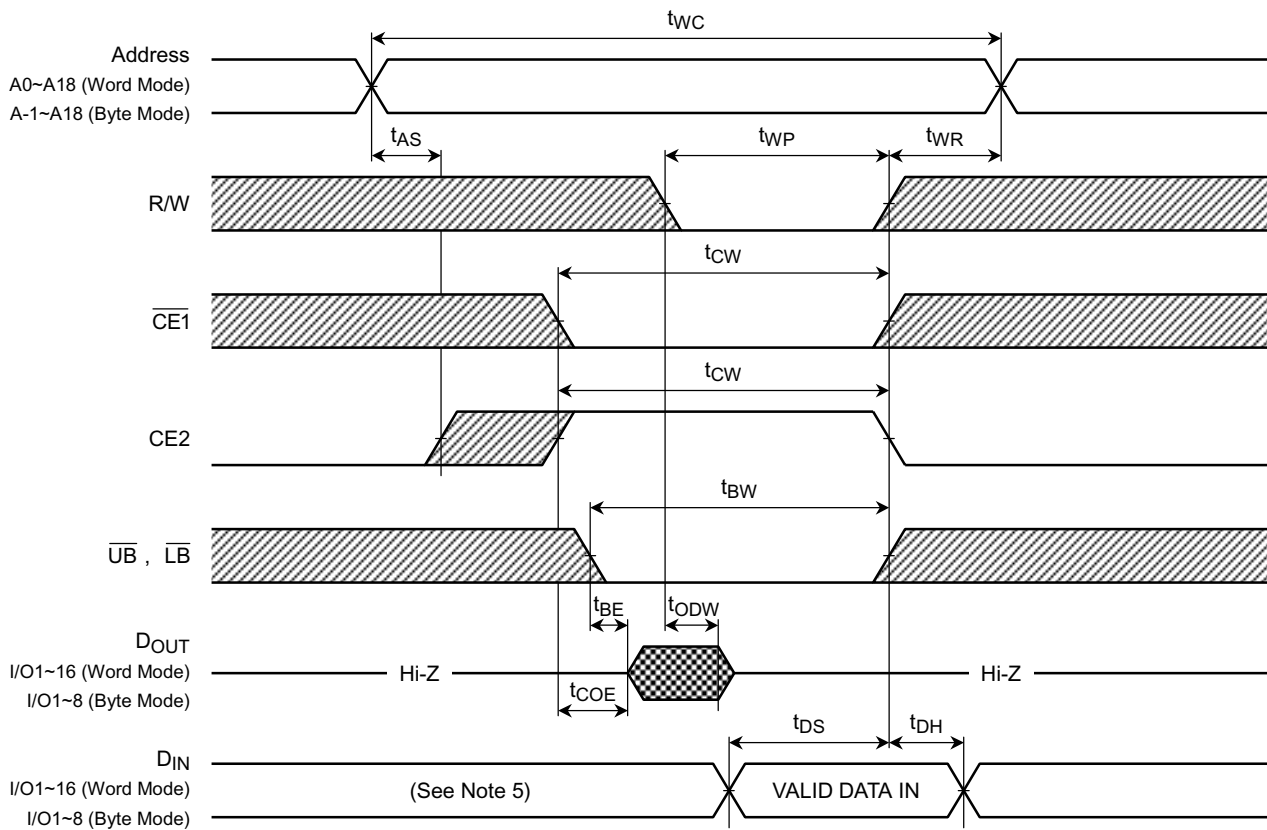 tWC
Address
A0~A18 (Word Mode)
A-1~A18 (Byte Mode)
tAS
tWP
tWR
R/W
tCW
CE1
tCW
CE2
tBW
UB , LB
tBE
tODW
DOUT
I/O1~16 (Word Mode)
Hi-Z
Hi-Z
I/O1~8 (Byte Mode)
tCOE
tDS
tDH
DIN
I/O1~16 (Word Mode)
(See Note 5)
VALID DATA IN
I/O1~8 (Byte Mode)